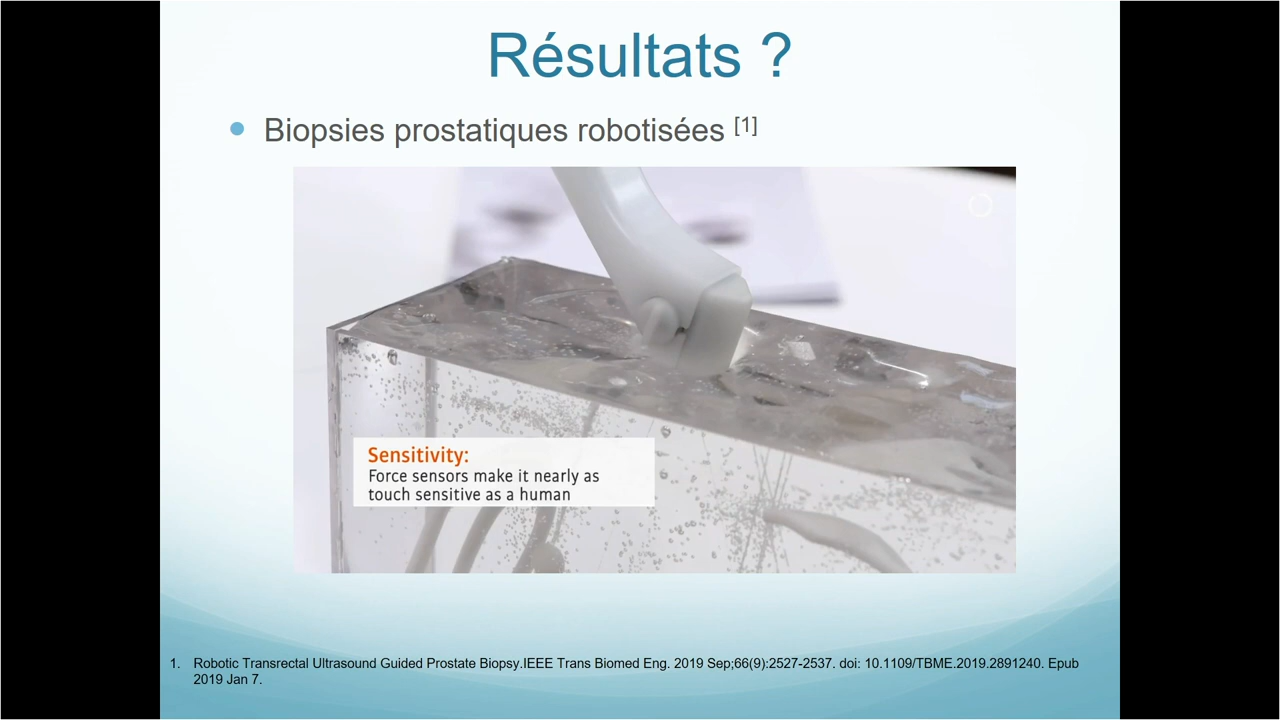 Résultats ?
Biopsies prostatiques robotisées [1]
Sensitivity:
Force sensors make it nearly as
touch sensitive as a human
1. Robotic Transrectal Ultrasound Guided Prostate Biopsy.IEEE Trans Biomed Eng. 2019 Sep;66(9):2527-2537. doi: 10.1109/TBME.2019.2891240. Epub
2019 Jan 7.